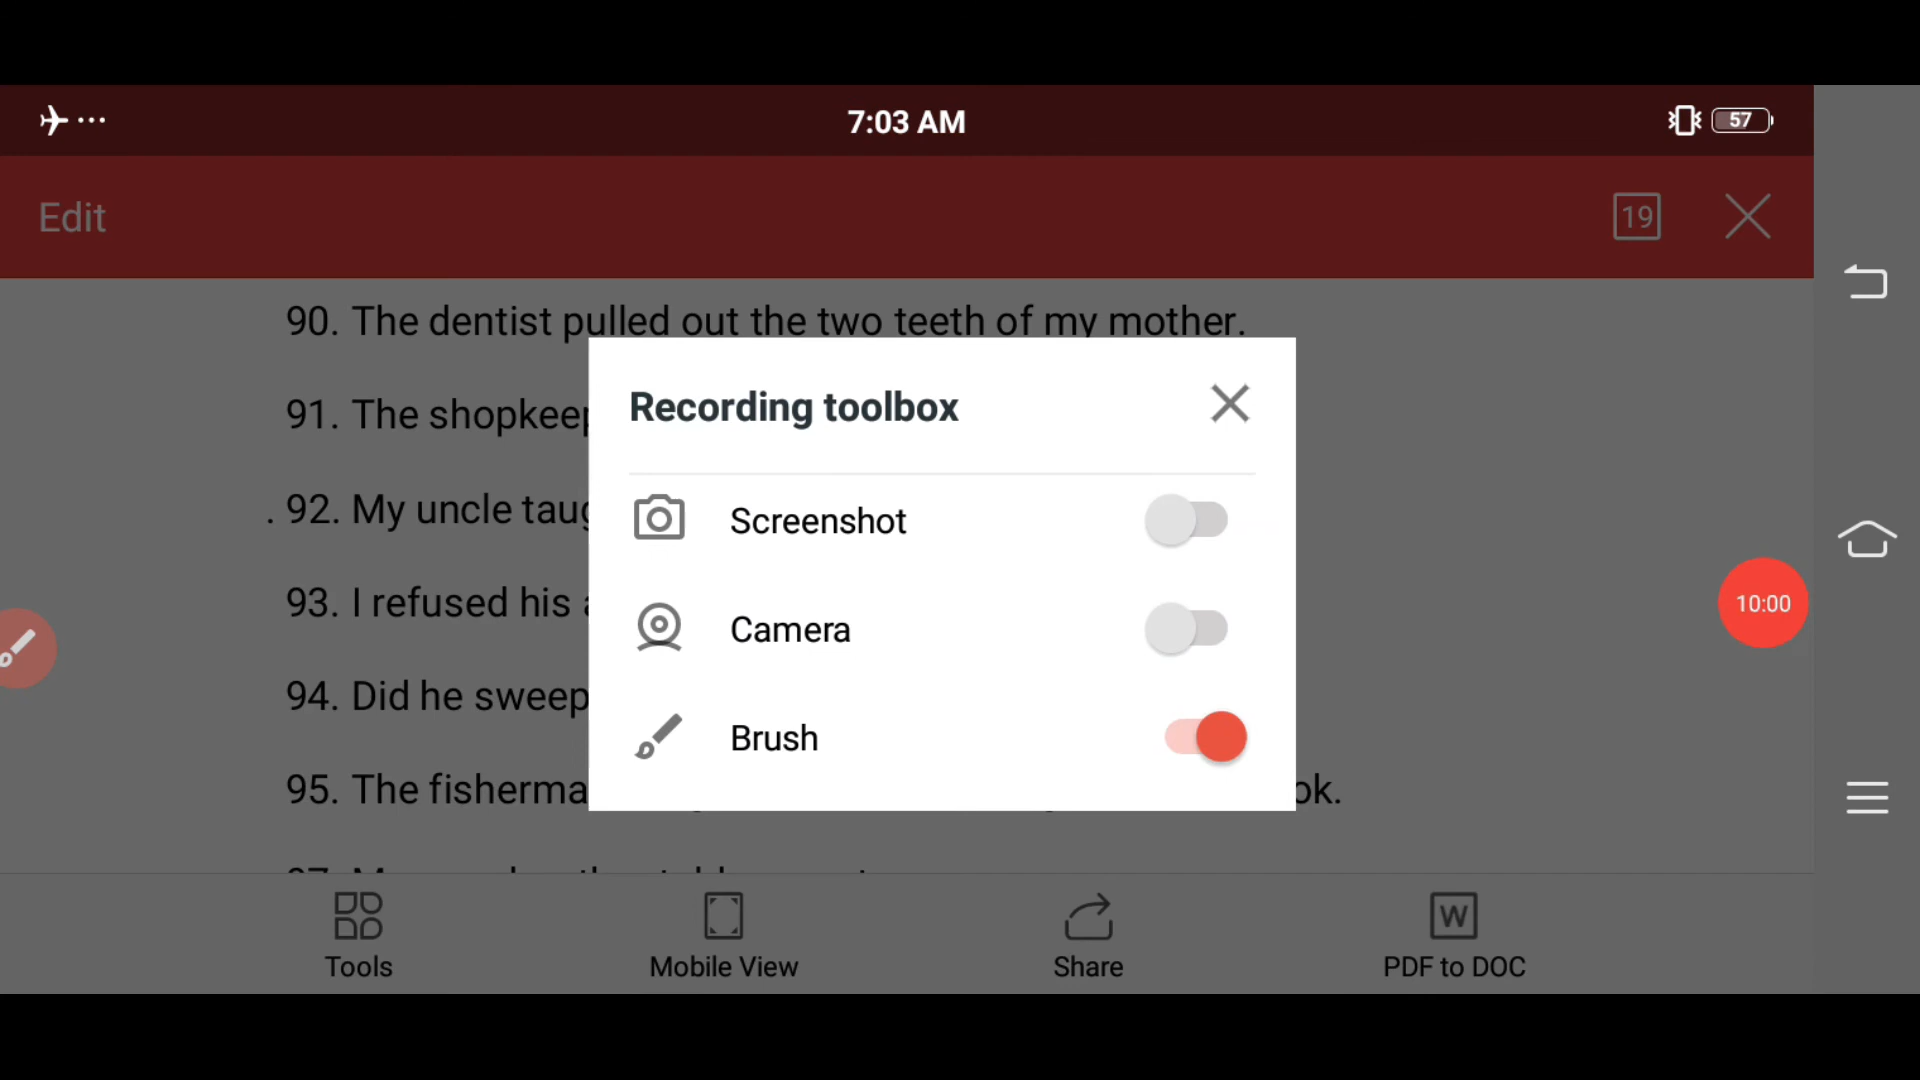 7:03 AM
57
Edit
19
90. The dentist pulled out the two teeth of my mother.
91. The shopkeep
Recording toolbox
. 92. My uncle taug
Screenshot
93. I refused his
Camera
10:00
94. Did he sweep
Brush
95. The fisherma
ok.
Tools
Mobile View
Share
W
PDF to DOC